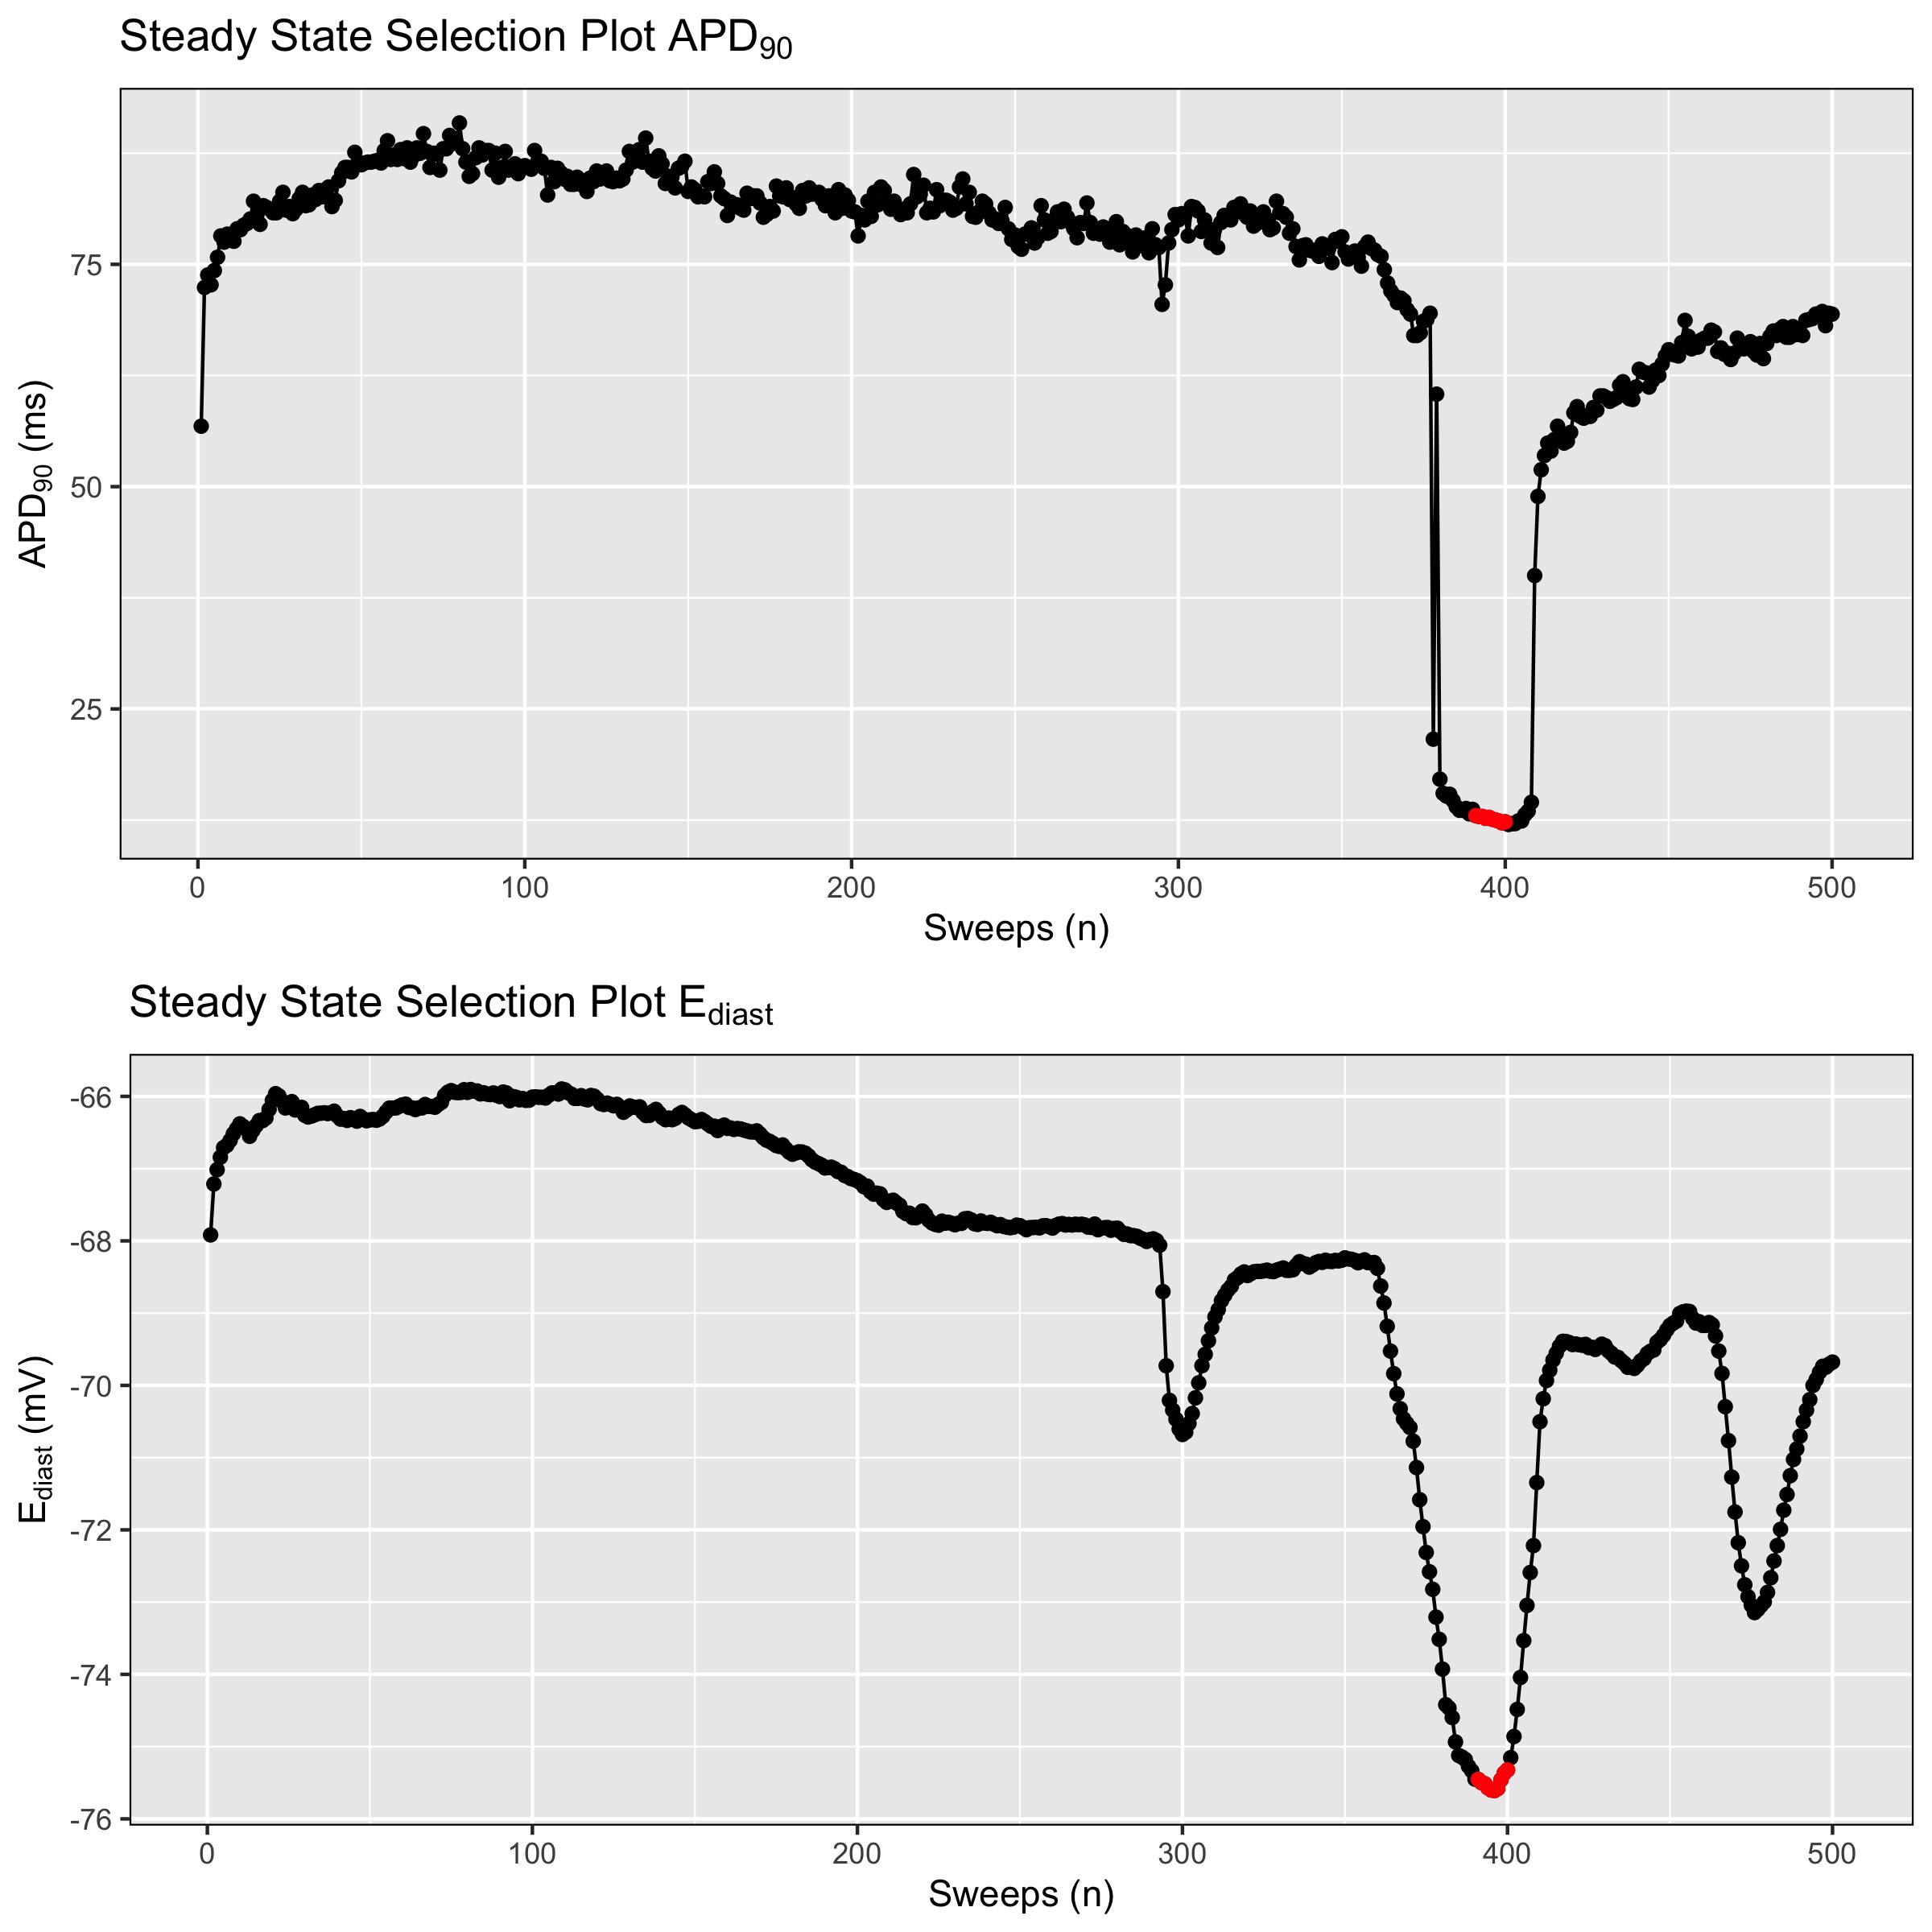 Steady State Selection Plot APD90
75
50
25
APD90 (ms)
0 100 200 300 400 500
Sweeps (n)
Steady State Selection Plot Ediast
-66
-68
-70
-72
-74
-76
Ediast (mV)
0 100 200 300 400 500
Sweeps (n)